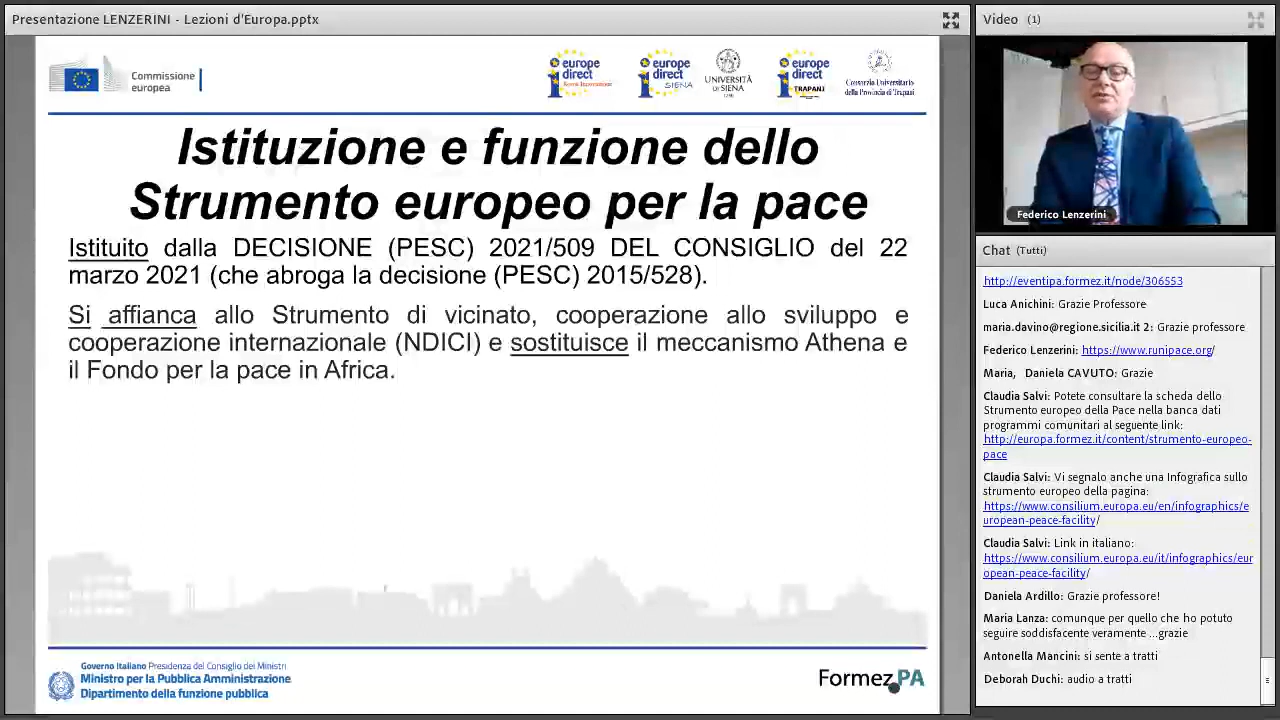 Presentazione LENZERINI - Lezioni d'Europa.pptx
Commissione
europea
europe
direct
Roma Innovazione
europe
direct
SIENA
UNIVERSITÀ
DI SIENA
1240
europe
direct
TRAPANI
Consorzio Universitario
della Provincia di Trapani
Istituzione e funzione dello
Strumento europeo per la pace
Istituito dalla DECISIONE (PESC) 2021/509 DEL CONSIGLIO del 22
marzo 2021 (che abroga la decisione (PESC) 2015/528).
Si affianca allo Strumento di vicinato, cooperazione allo sviluppo e
cooperazione internazionale (NDICI) e sostituisce il meccanismo Athena e
il Fondo per la pace in Africa.
Governo Italiano Presidenza del Consiglio dei Ministri
Ministro per la Pubblica Amministrazione
Dipartimento della funzione pubblica
Formez PA
Video (1)
Federico Lenzerini
Chat (Tutti)
http://eventipa.formez.it/node/306553
Luca Anichini: Grazie Professore
maria.davino@regione.sicilia.it 2: Grazie professore
Federico Lenzerini: https://www.runipace.org/
Maria, Daniela CAVUTO: Grazie
Claudia Salvi: Potete consultare la scheda dello
Strumento europeo della Pace nella banca dati
programmi comunitari al seguente link:
http://europa.formez.it/content/strumento-europeo-
pace
Claudia Salvi: Vi segnalo anche una Infografica sullo
strumento europeo della pagina:
https://www.consilium.europa.eu/en/infographics/e
uropean-peace-facility/
Claudia Salvi: Link in italiano:
https://www.consilium.europa.eu/it/infographics/eur
opean-peace-facility/
Daniela Ardillo: Grazie professore!
Maria Lanza: comunque per quello che ho potuto
seguire soddisfacente veramente ...grazie
Antonella Mancini: si sente a tratti
Deborah Duchi: audio a tratti